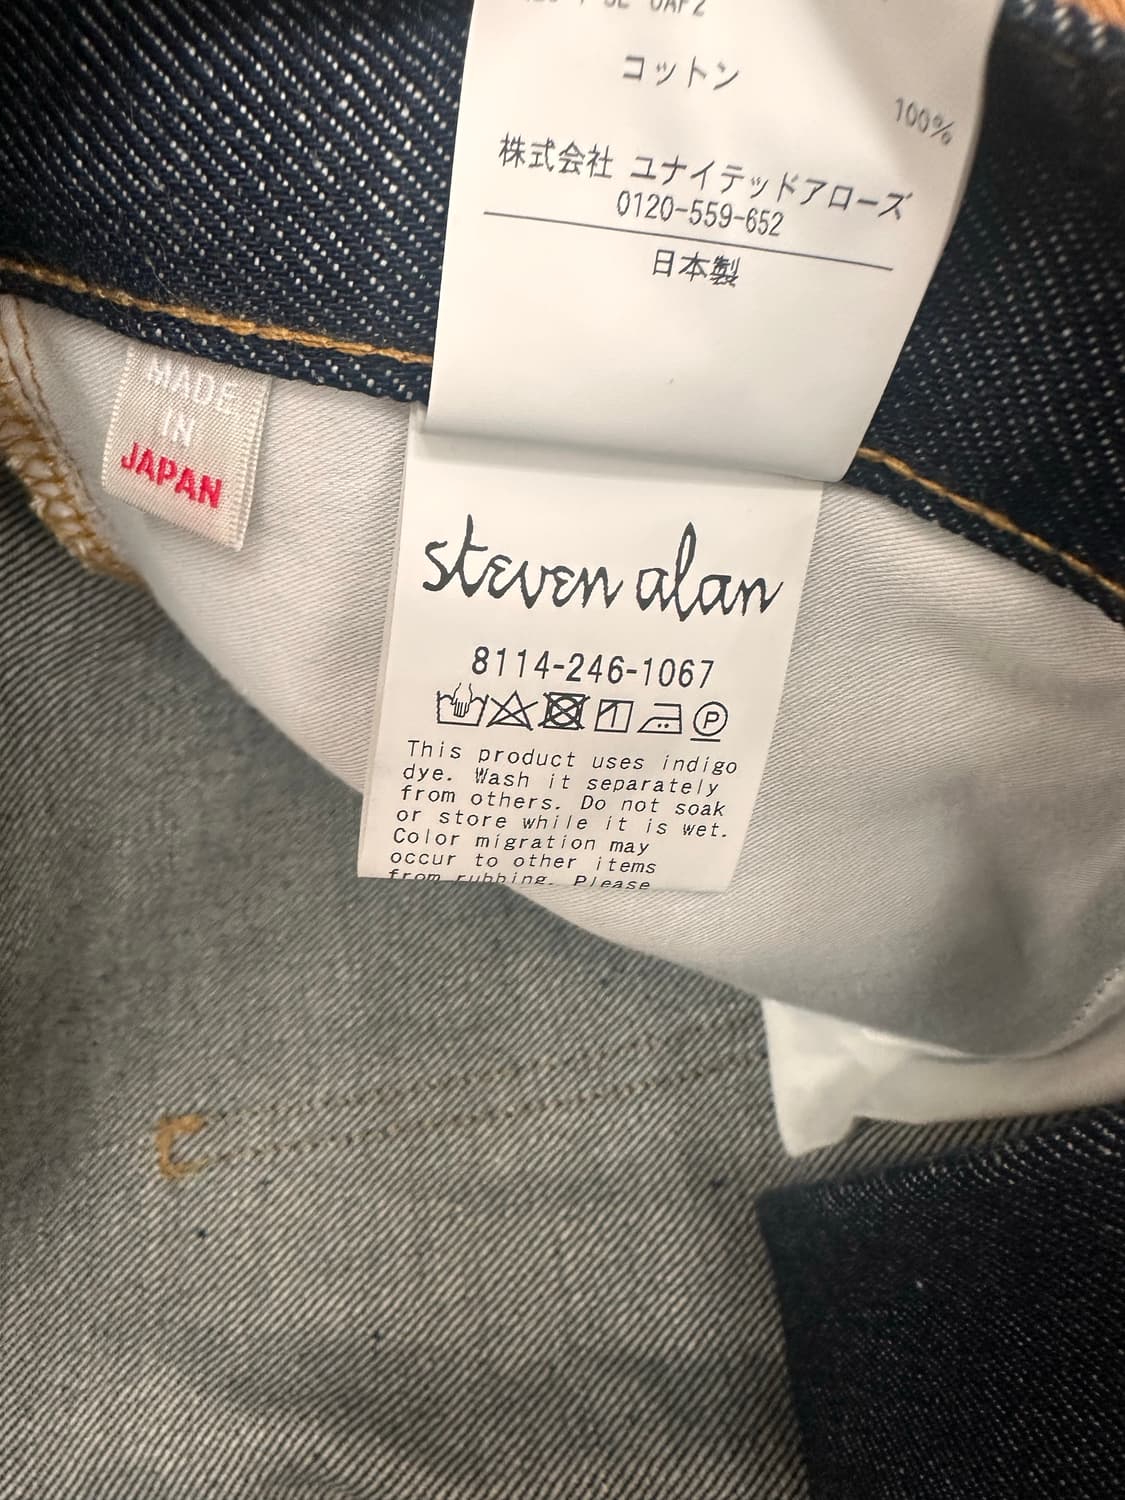 コットン
100%
株式会社 ユナイテッドアローズ
0120-559-652
日本製
MADE
IN
JAPAN
steven alan
8114-246-1067
P
This product uses indigo
dye. Wash it separately
from others. Do not soak
or store while it is wet.
Color migration may
occur to other items
from rubbing. Please